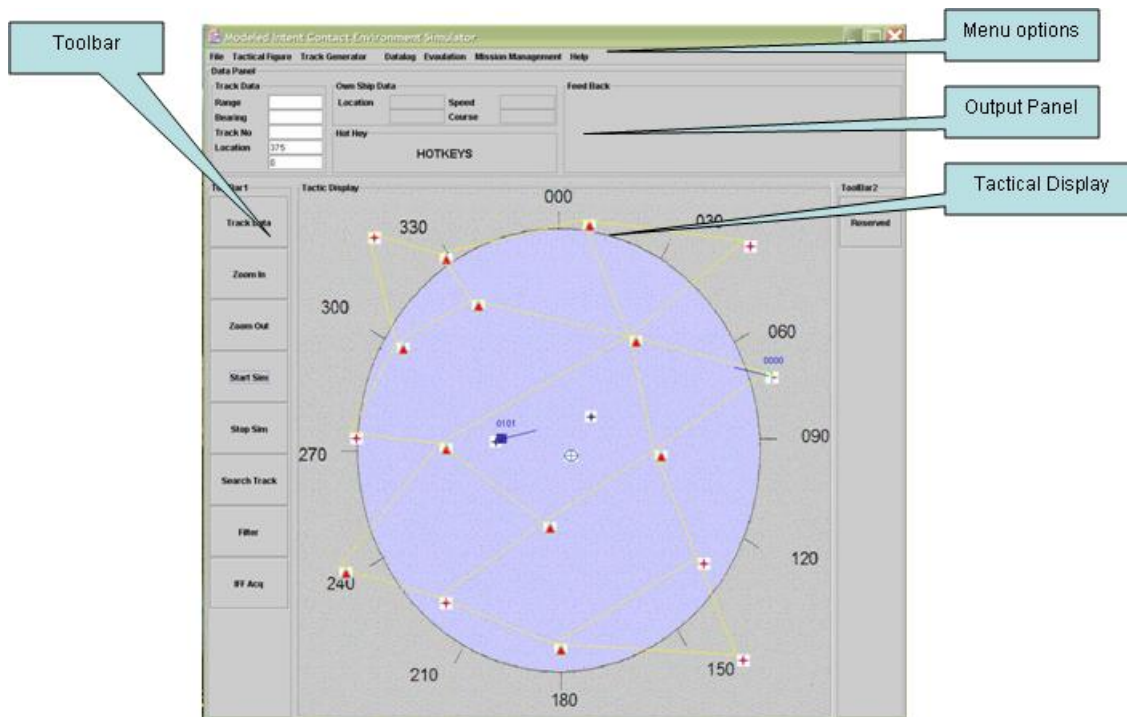 Toolbar
Menu options
Output Panel
Tactical Display
Modeled Intent Contact Environment Simulator
File Tactical Figure Track Generator Datalog Evaulation Mission Management Help
Data Panel
Track Data
Own Ship Data
Feed Back
Range
Location
Speed
Bearing
Course
Track No
Hot Key
Location
375
0
HOTKEYS
ToolBar1
Tactic Display
ToolBar2
Track Data
Zoom In
Zoom Out
Start Sim
Stop Sim
Search Track
Filter
IFF Acq
Reserved
000
030
330
300
060
0000
0101
090
270
120
240
150
210
180